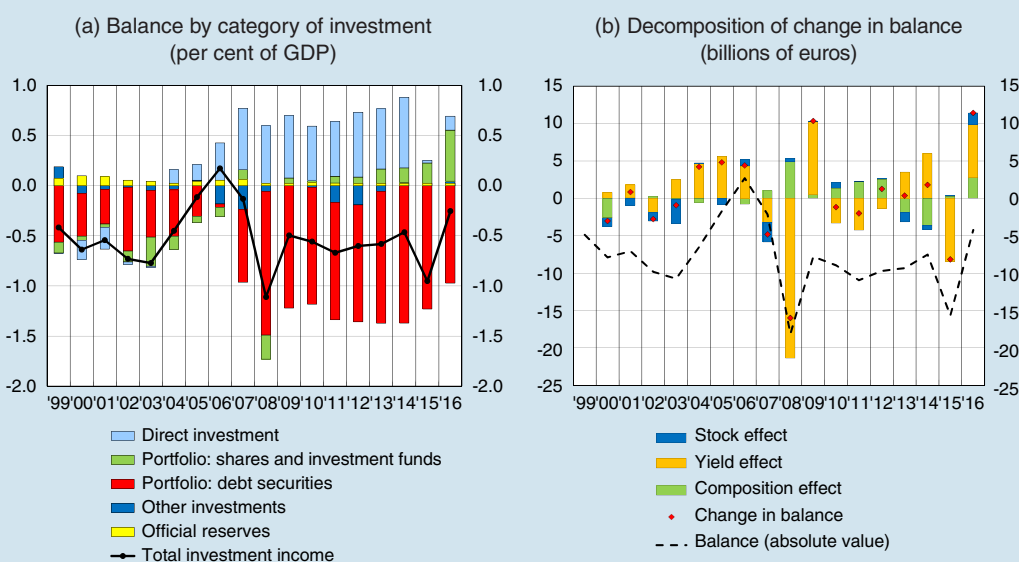 (a) Balance by category of investment
(per cent of GDP)
1.0
0.5
0.0
-0.5
-1.0
-1.5
-2.0
1.0
0.5
0.0
-0.5
-1.0
-1.5
-2.0
'99'00'01'02'03'04'05'06'07'08'09'10'11'12'13'14'15'16
Direct investment
Portfolio: shares and investment funds
Portfolio: debt securities
Other investments
Official reserves
Total investment income
(b) Decomposition of change in balance
(billions of euros)
15
10
5
0
-5
-10
-15
-20
-25
15
10
5
0
-5
-10
-15
-20
-25
'99'00'01'02'03'04'05'06'07'08'09'10'11'12'13'14'15'16
Stock effect
Yield effect
Composition effect
Change in balance
Balance (absolute value)